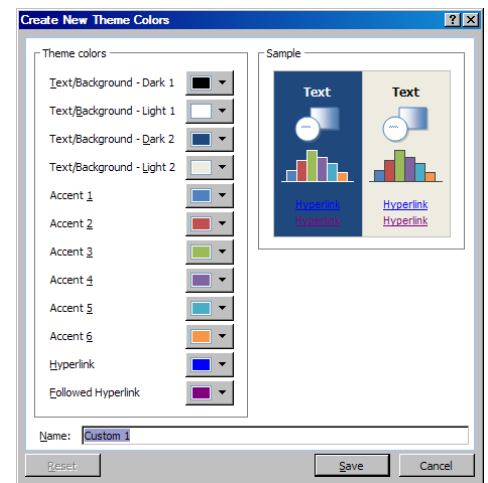 Create New Theme Colors
Theme colors
Text/Background - Dark 1
Text/Background - Light 1
Text/Background - Dark 2
Text/Background - Light 2
Accent 1
Accent 2
Accent 3
Accent 4
Accent 5
Accent 6
Hyperlink
Followed Hyperlink
Sample
Text Text
Hyperlink Hyperlink
Hyperlink Hyperlink
Name: Custom 1
Reset Save Cancel